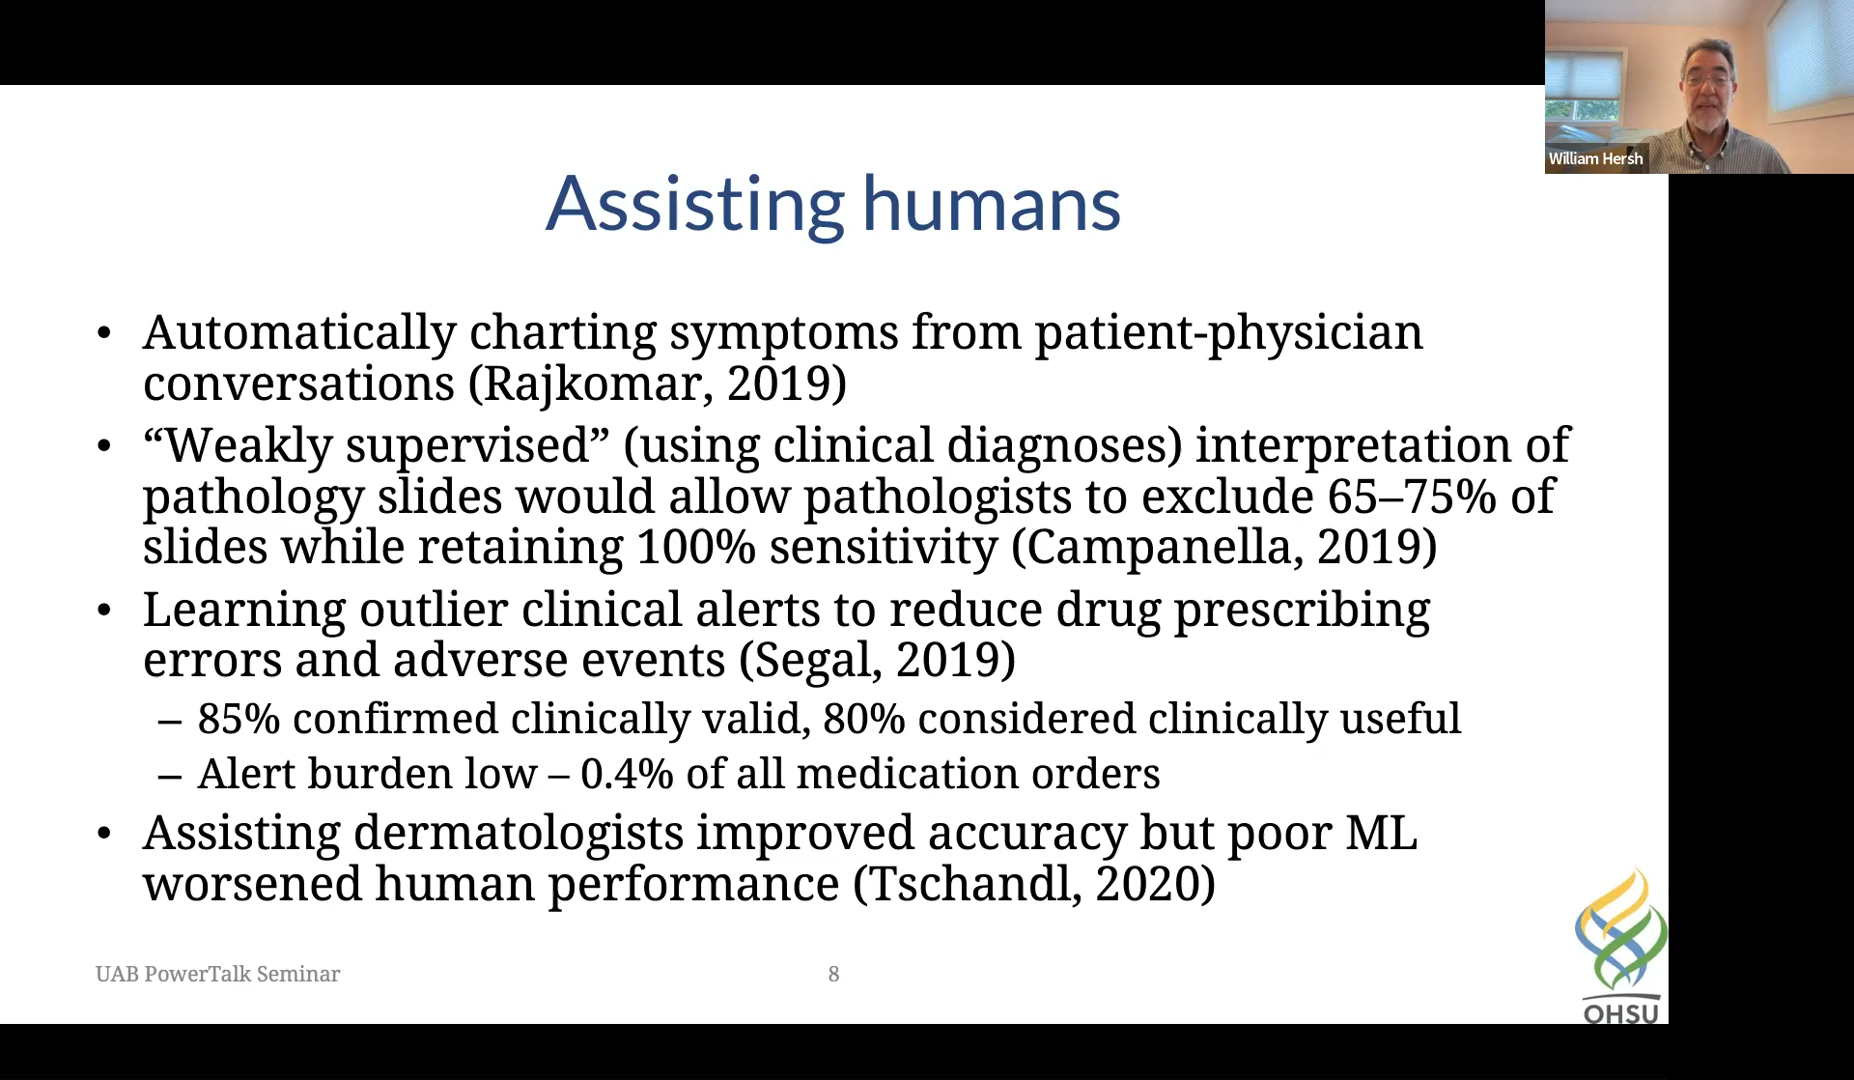 William Hersh
Assisting humans
• Automatically charting symptoms from patient-physician
conversations (Rajkomar, 2019)
• “Weakly supervised” (using clinical diagnoses) interpretation of
pathology slides would allow pathologists to exclude 65–75% of
slides while retaining 100% sensitivity (Campanella, 2019)
• Learning outlier clinical alerts to reduce drug prescribing
errors and adverse events (Segal, 2019)
– 85% confirmed clinically valid, 80% considered clinically useful
– Alert burden low – 0.4% of all medication orders
• Assisting dermatologists improved accuracy but poor ML
worsened human performance (Tschandl, 2020)
UAB PowerTalk Seminar
8
OHSU